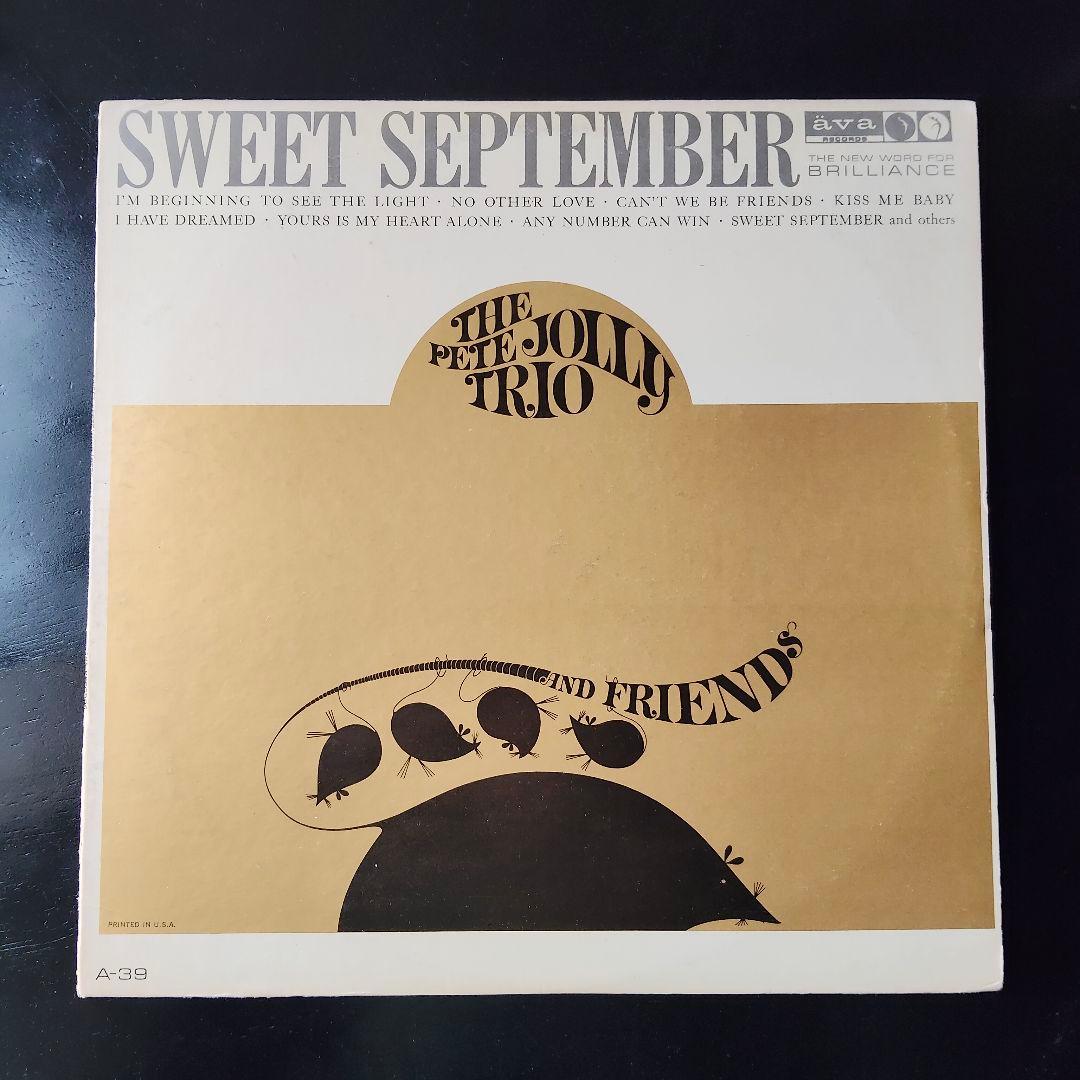 SWEET SEPTEMBER
äva
RECORDS
THE NEW WORD FOR
BRILLIANCE
I'M BEGINNING TO SEE THE LIGHT · NO OTHER LOVE · CAN'T WE BE FRIENDS · KISS ME BABY
I HAVE DREAMED · YOURS IS MY HEART ALONE · ANY NUMBER CAN WIN · SWEET SEPTEMBER and others
THE
PETE JOLLY
TRIO
AND FRIENDS
PRINTED IN U.S.A.
A-39